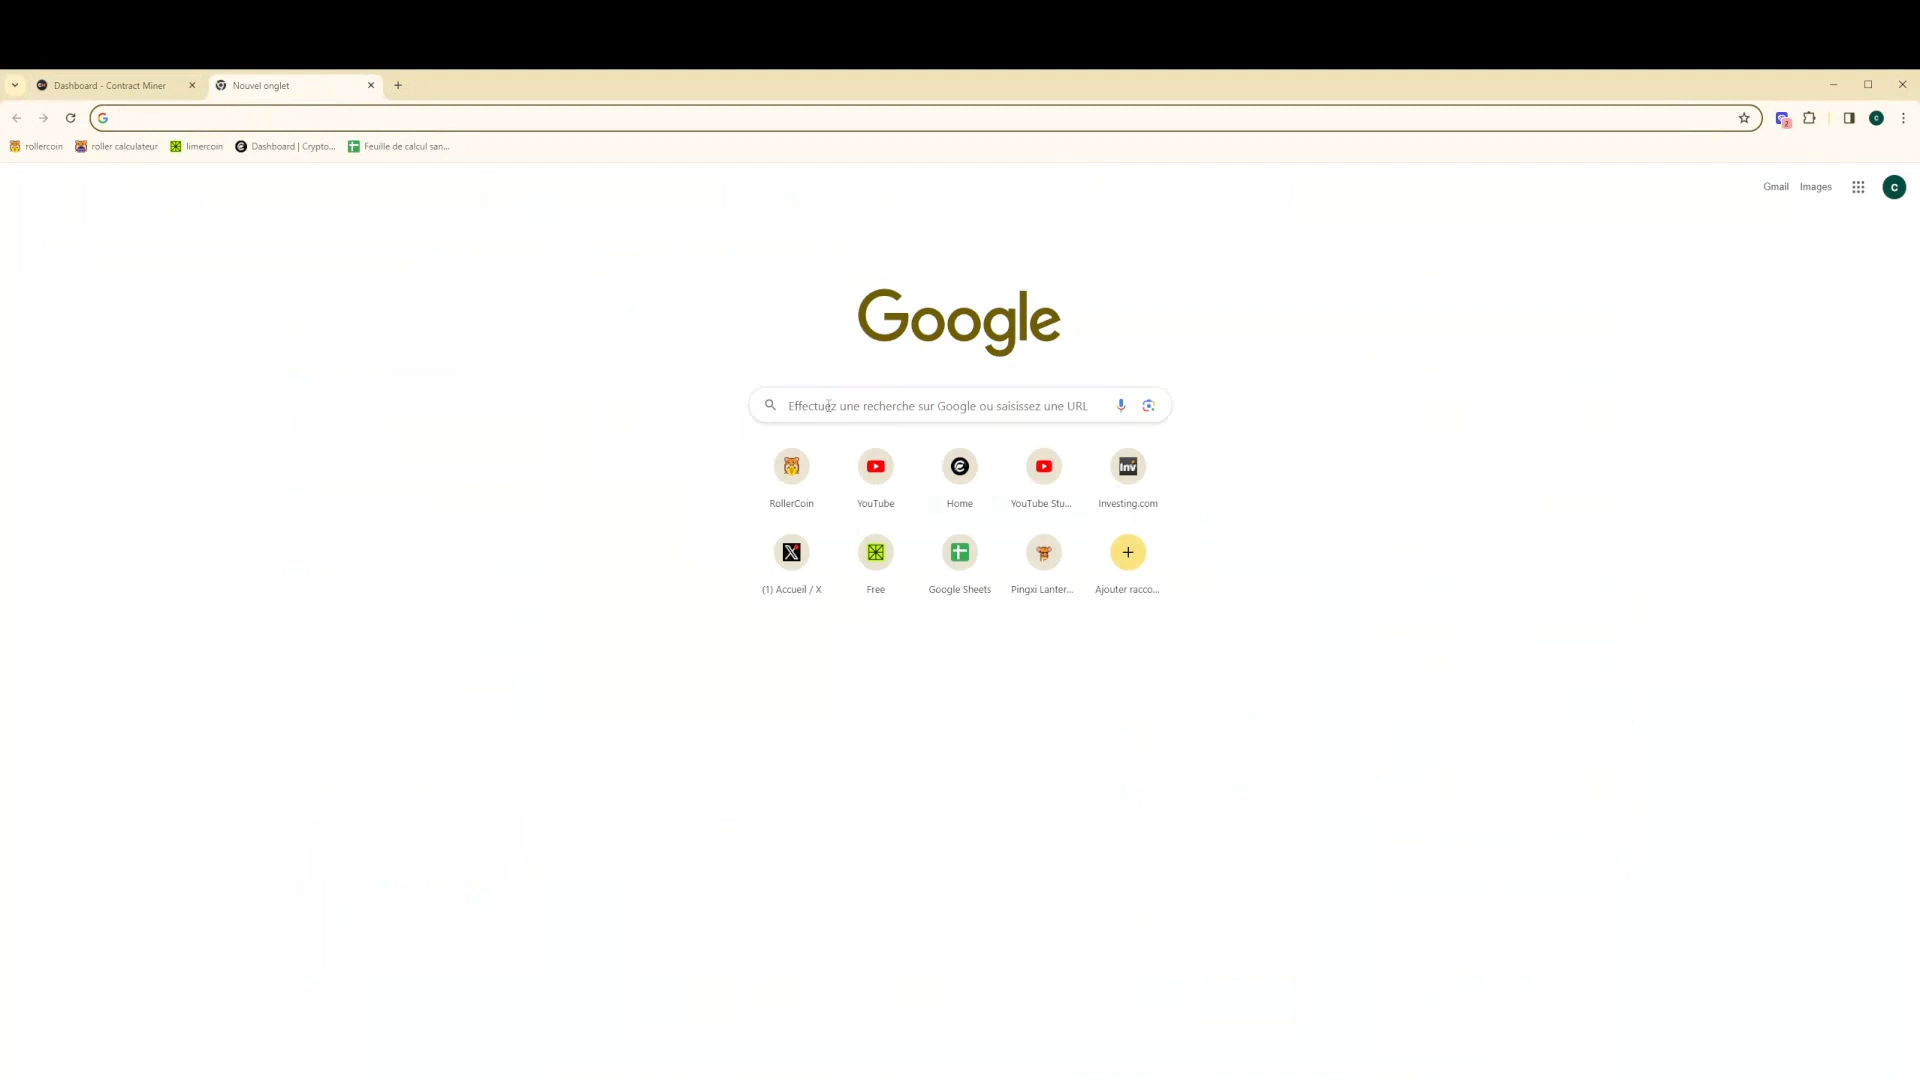 Dashboard - Contract Miner
Nouvel onglet
rollercoin
roller calculateur
limercoin
Dashboard | Crypto...
Feuille de calcul san...
2
c
Gmail
Images
c
Google
Effectuez une recherche sur Google ou saisissez une URL
Inv
RollerCoin
YouTube
Home
YouTube Stu...
Investing.com
(1) Accueil / X
Free
Google Sheets
Pingxi Lanter...
Ajouter racco...